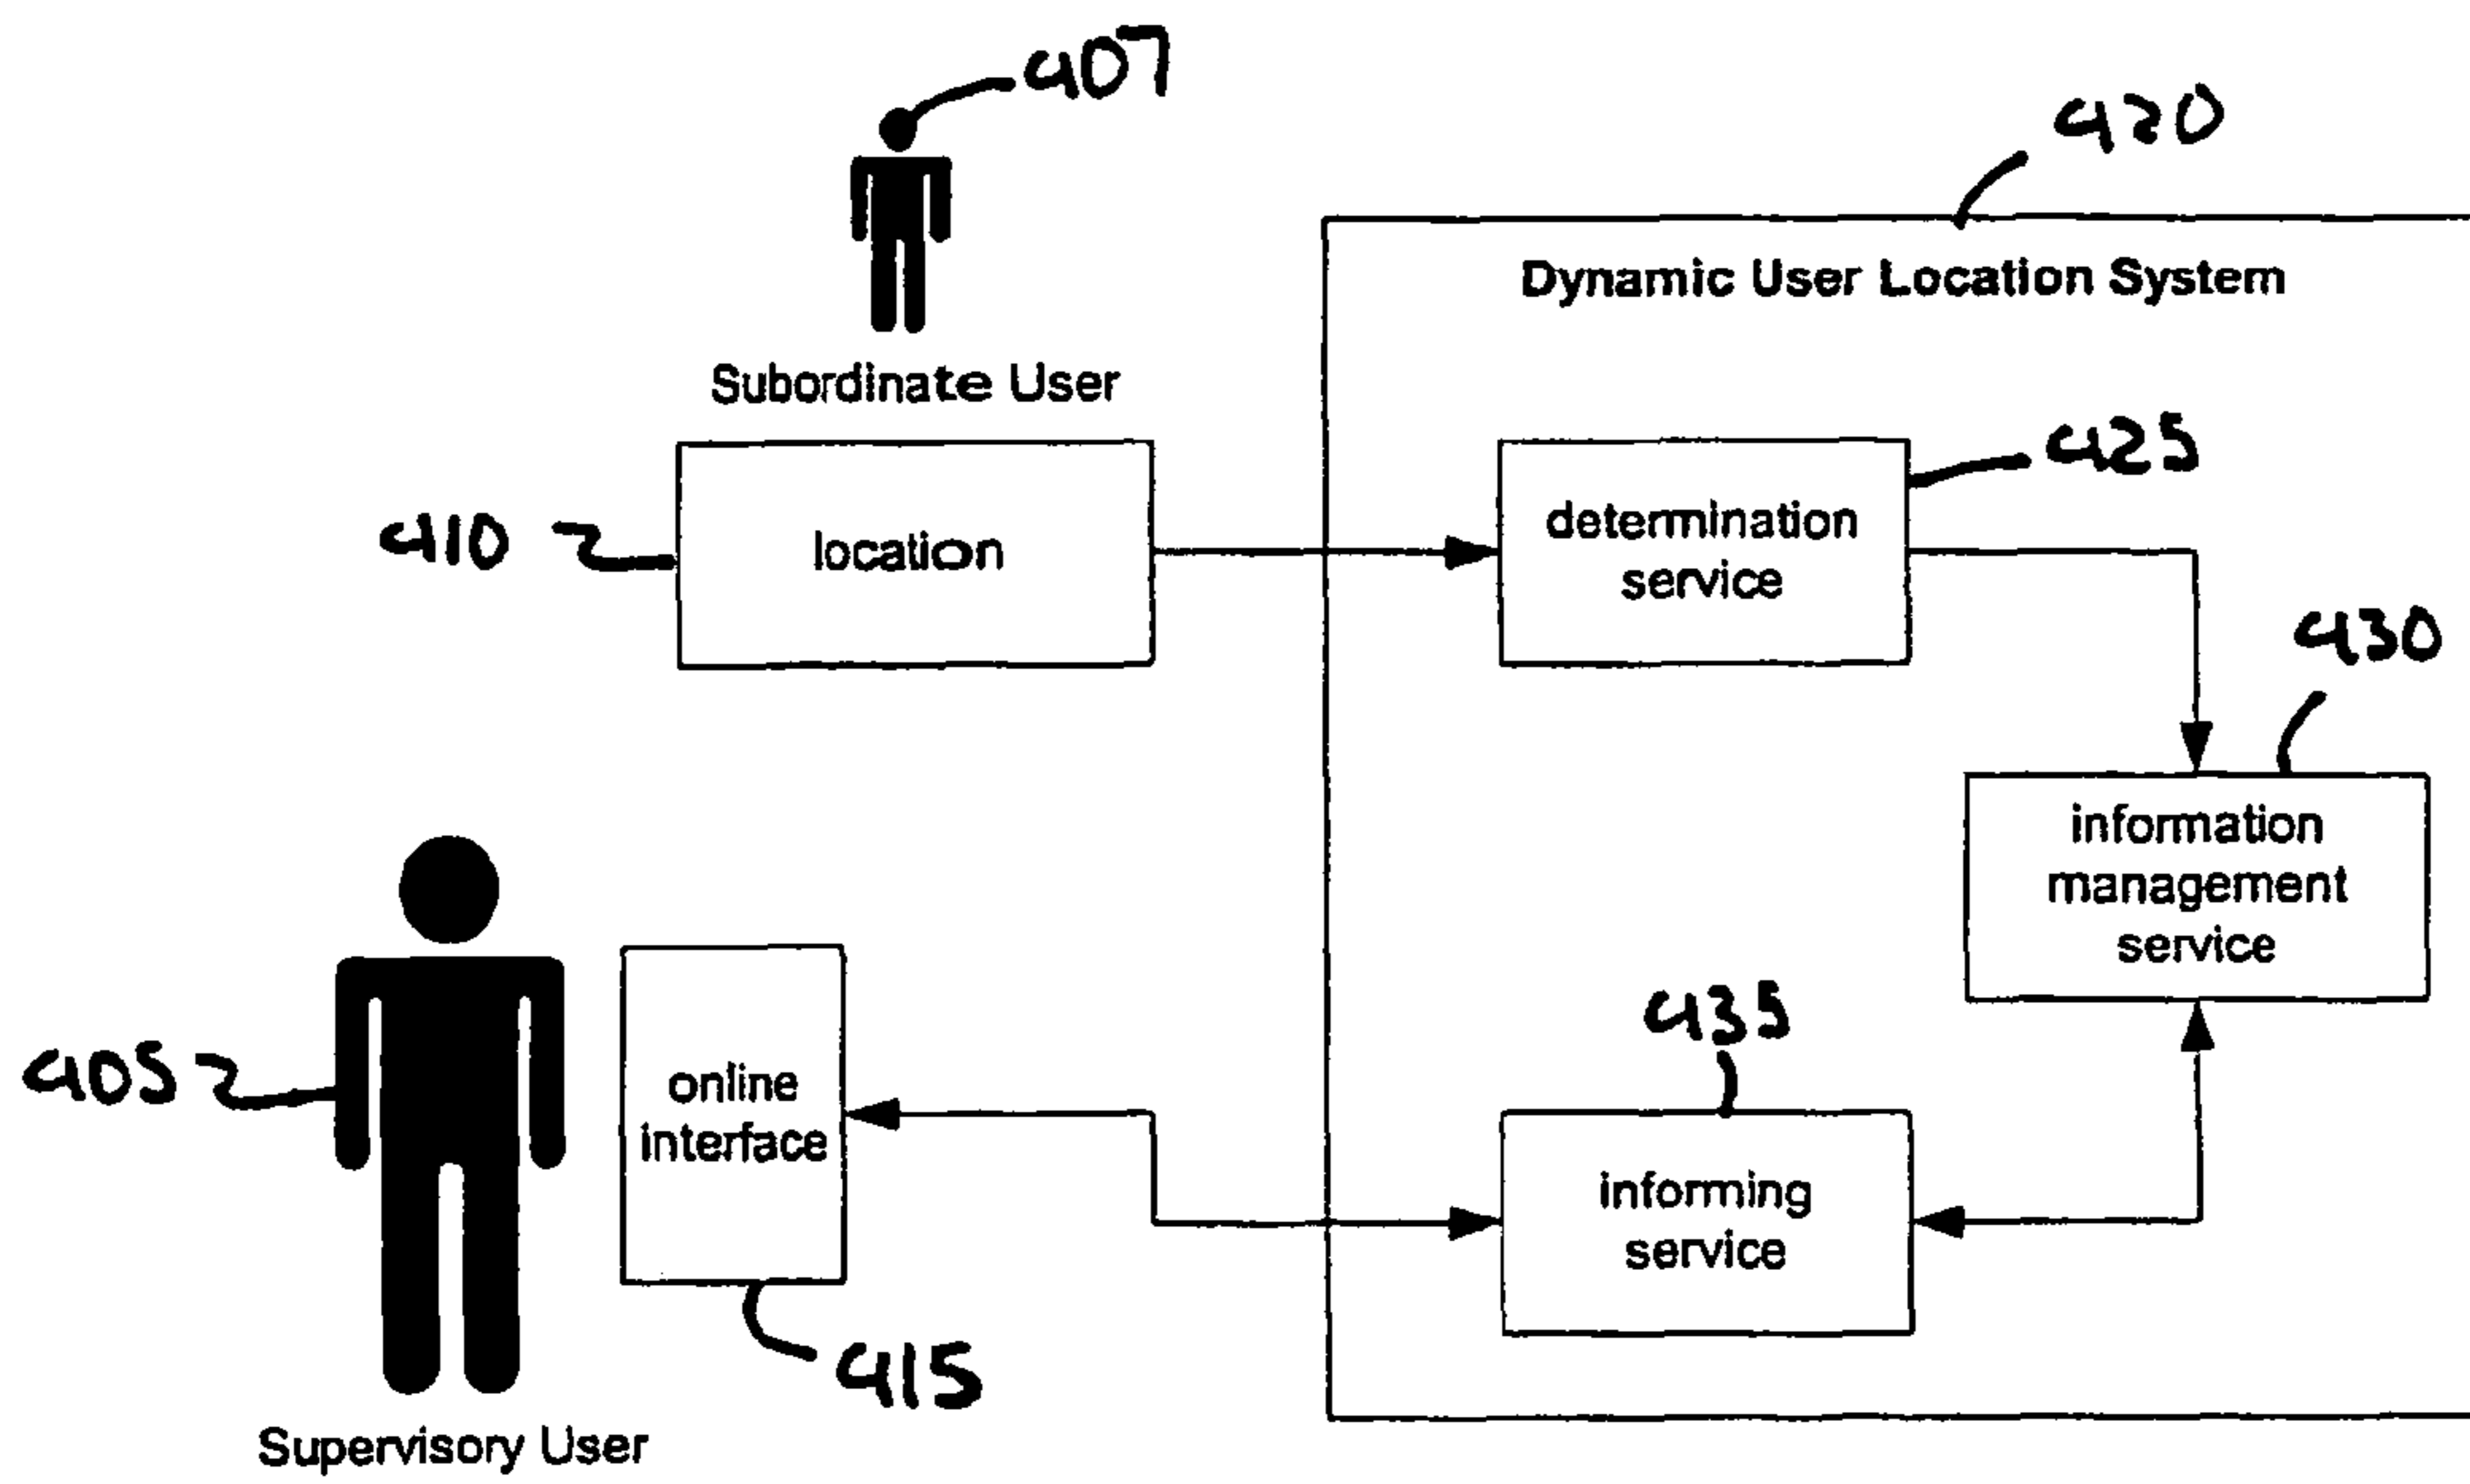 407
420
Dynamic User Location System
Subordinate User
425
410
location
determination
service
430
information
management
service
435
405
online
interface
informing
service
415
Supervisory User